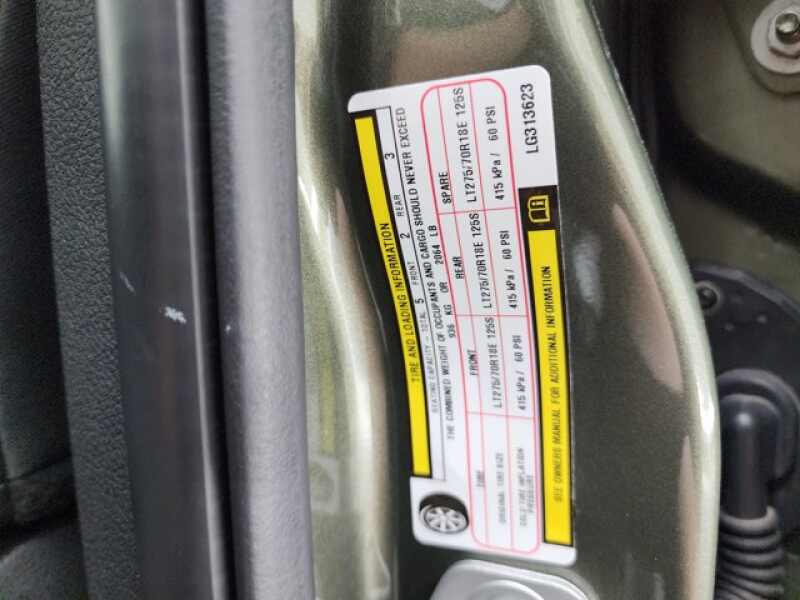 TIRE AND LOADING INFORMATION
SEATING CAPACITY - TOTAL 5 FRONT 2 REAR 3
THE COMBINED WEIGHT OF OCCUPANTS AND CARGO SHOULD NEVER EXCEED
936 KG OR 2064 LB
TIRE FRONT REAR SPARE
ORIGINAL TIRE SIZE LT275/70R18E 125S LT275/70R18E 125S LT275/70R18E 125S
COLD TIRE INFLATION PRESSURE 415 kPa / 60 PSI 415 kPa / 60 PSI 415 kPa / 60 PSI
SEE OWNERS MANUAL FOR ADDITIONAL INFORMATION
LG313623